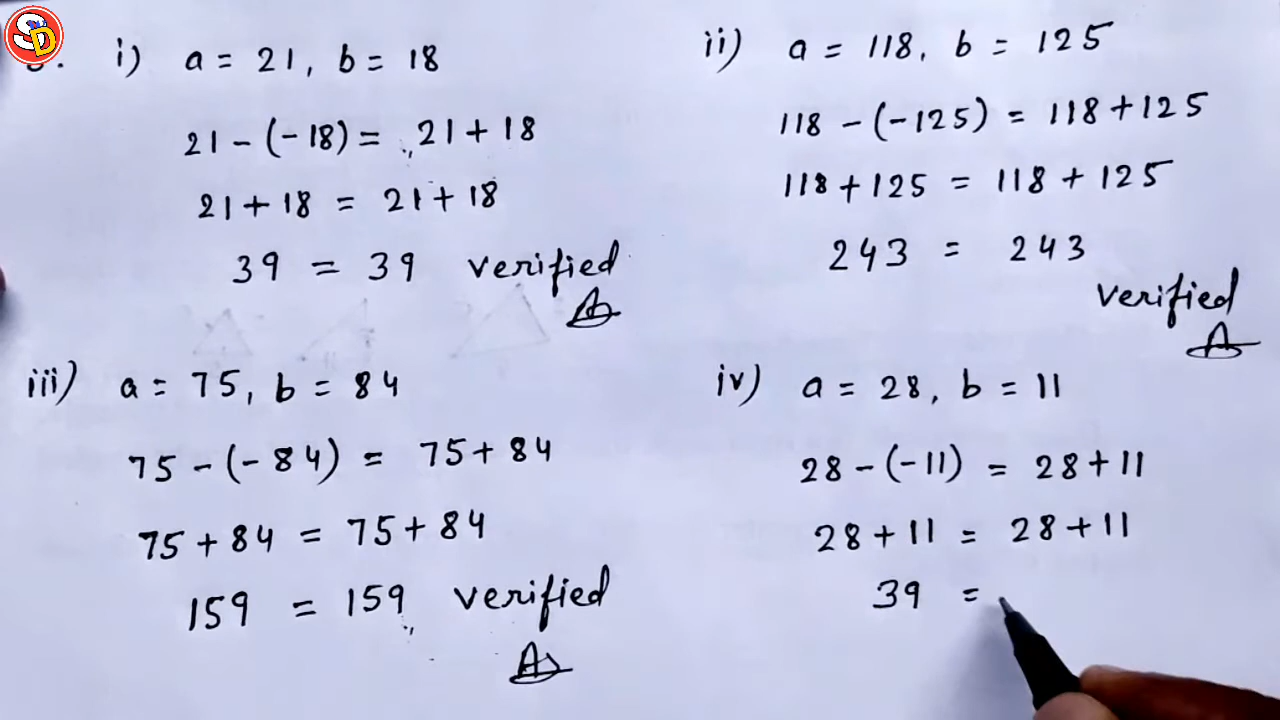 SD
i) a = 21, b = 18
21 - (-18) = 21 + 18
21 + 18 = 21 + 18
39 = 39 verified
ii) a = 118, b = 125
118 - (-125) = 118 + 125
118 + 125 = 118 + 125
243 = 243
verified
iii) a = 75, b = 84
75 - (-84) = 75 + 84
75 + 84 = 75 + 84
159 = 159 verified
iv) a = 28, b = 11
28 - (-11) = 28 + 11
28 + 11 = 28 + 11
39 =